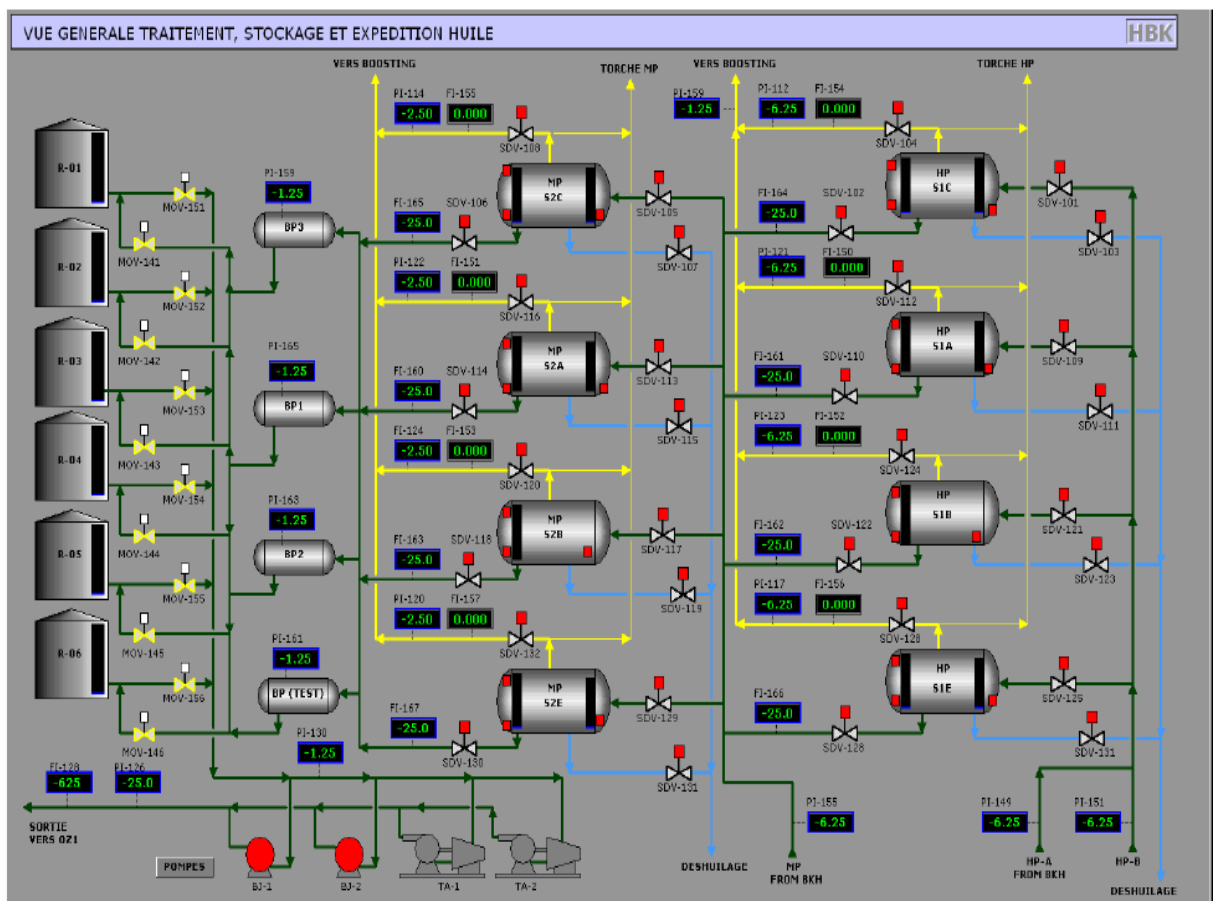 VUE GENERALE TRAITEMENT, STOCKAGE ET EXPEDITION HUILE
HBK
VERS BOOSTING
TORCHE MP
VERS BOOSTING
TORCHE HP
PI-114
FI-155
-2.50
0.000
SDV-108
PI-159
-1.25
PI-112
FI-154
-6.25
0.000
SDV-104
R-01
MOV-151
PI-159
-1.25
BP3
MP
S2C
SDV-105
HP
S1C
SDV-101
FI-165
SDV-106
-25.0
SDV-107
FI-164
SDV-102
-25.0
SDV-103
MOV-141
R-02
MOV-152
PI-122
FI-151
-2.50
0.000
SDV-116
PI-121
FI-150
-6.25
0.000
SDV-112
MOV-142
R-03
MOV-153
PI-165
-1.25
BP1
MP
S2A
SDV-113
HP
S1A
SDV-109
FI-160
SDV-114
-25.0
SDV-115
FI-161
SDV-110
-25.0
SDV-111
MOV-143
R-04
MOV-154
FI-124
FI-153
-2.50
0.000
SDV-120
PI-123
FI-152
-6.25
0.000
SDV-124
MOV-144
R-05
MOV-155
PI-163
-1.25
BP2
MP
S2B
SDV-117
HP
S1B
SDV-121
FI-163
SDV-118
-25.0
SDV-119
FI-162
SDV-122
-25.0
SDV-123
MOV-145
R-06
MOV-156
PI-120
FI-157
-2.50
0.000
SDV-132
PI-117
FI-156
-6.25
0.000
SDV-128
MOV-146
PI-161
-1.25
BP (TEST)
MP
S2E
SDV-129
HP
S1E
SDV-125
FI-167
-25.0
SDV-130
SDV-131
FI-166
-25.0
SDV-128
SDV-131
PI-130
-1.25
FI-128
PI-126
-625
-25.0
PI-155
-6.25
PI-149
-6.25
PI-151
-6.25
SORTIE
VERS OZ1
POMPES
BJ-1
BJ-2
TA-1
TA-2
DESHUILAGE
MP
FROM BKH
HP-A
FROM BKH
HP-B
DESHUILAGE